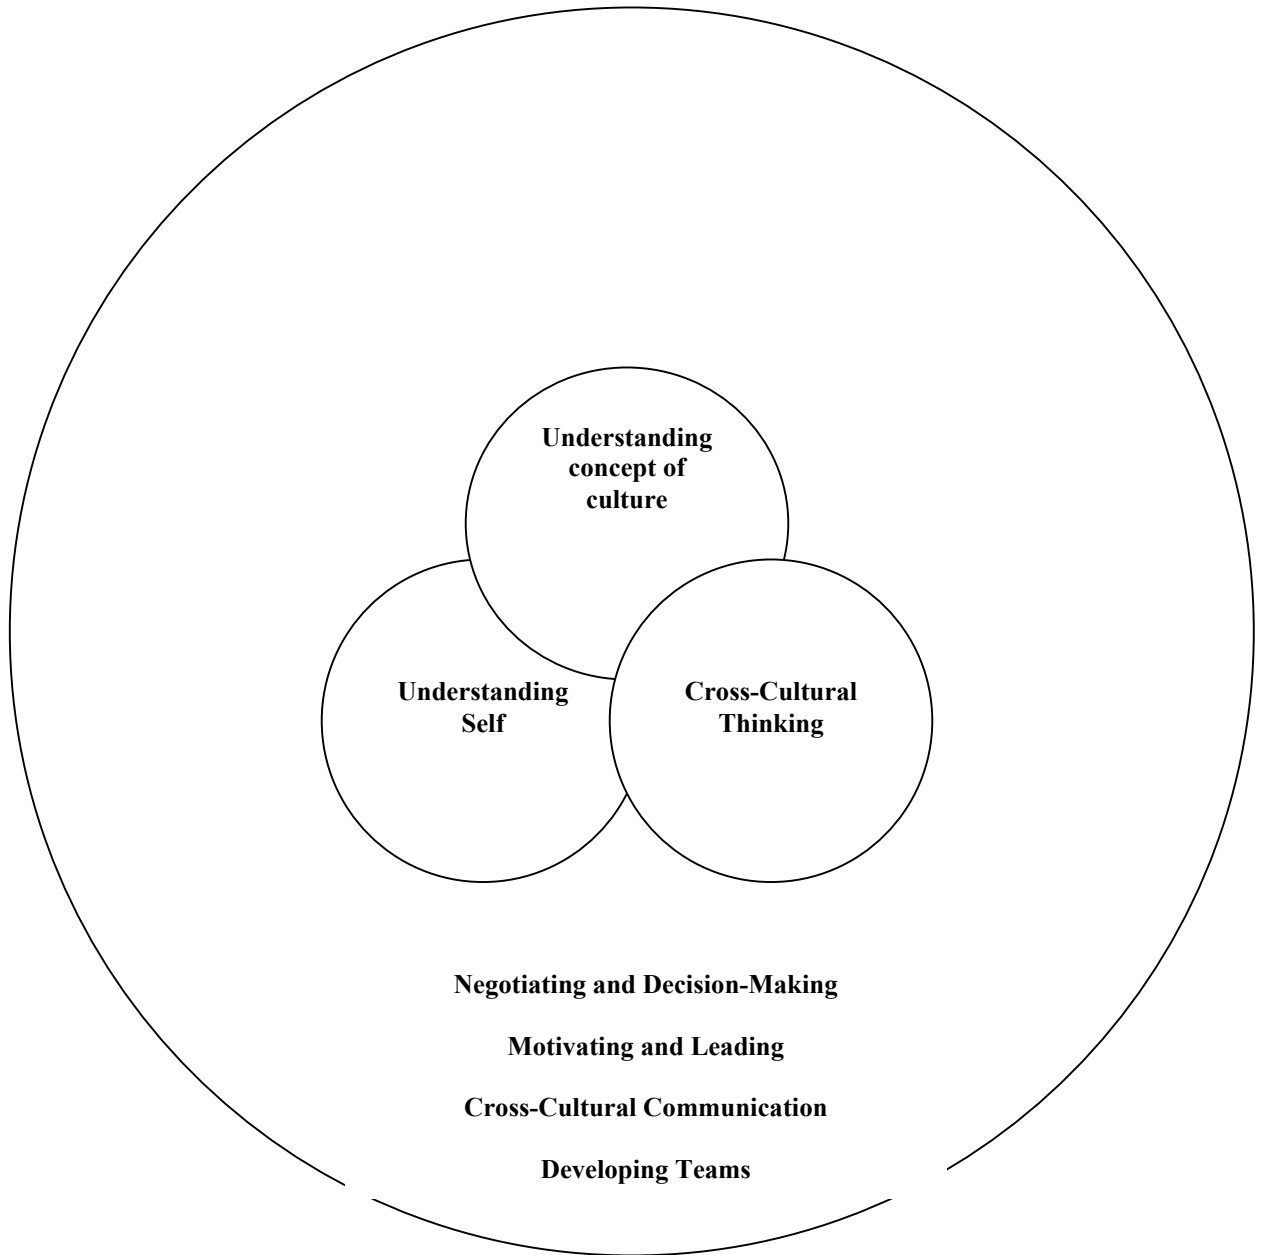 Understanding
concept of
culture
Understanding
Self
Cross-Cultural
Thinking
Negotiating and Decision-Making
Motivating and Leading
Cross-Cultural Communication
Developing Teams